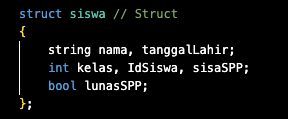 struct siswa // Struct
{
string nama, tanggalLahir;
int kelas, IdSiswa, sisaSPP;
bool lunasSPP;
};